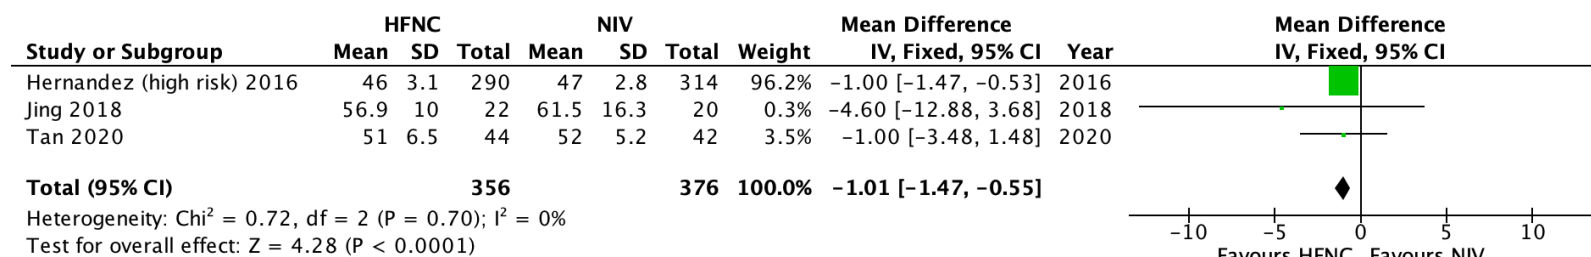 HFNC NIV Mean Difference Mean Difference
Study or Subgroup Mean SD Total Mean SD Total Weight IV, Fixed, 95% CI Year IV, Fixed, 95% CI
Hernandez (high risk) 2016 46 3.1 290 47 2.8 314 96.2% −1.00 [−1.47, −0.53] 2016
Jing 2018 56.9 10 22 61.5 16.3 20 0.3% −4.60 [−12.88, 3.68] 2018
Tan 2020 51 6.5 44 52 5.2 42 3.5% −1.00 [−3.48, 1.48] 2020
Total (95% CI) 356 376 100.0% −1.01 [−1.47, −0.55]
Heterogeneity: Chi² = 0.72, df = 2 (P = 0.70); I² = 0%
Test for overall effect: Z = 4.28 (P < 0.0001)
−10 −5 0 5 10
Favours HFNC Favours NIV